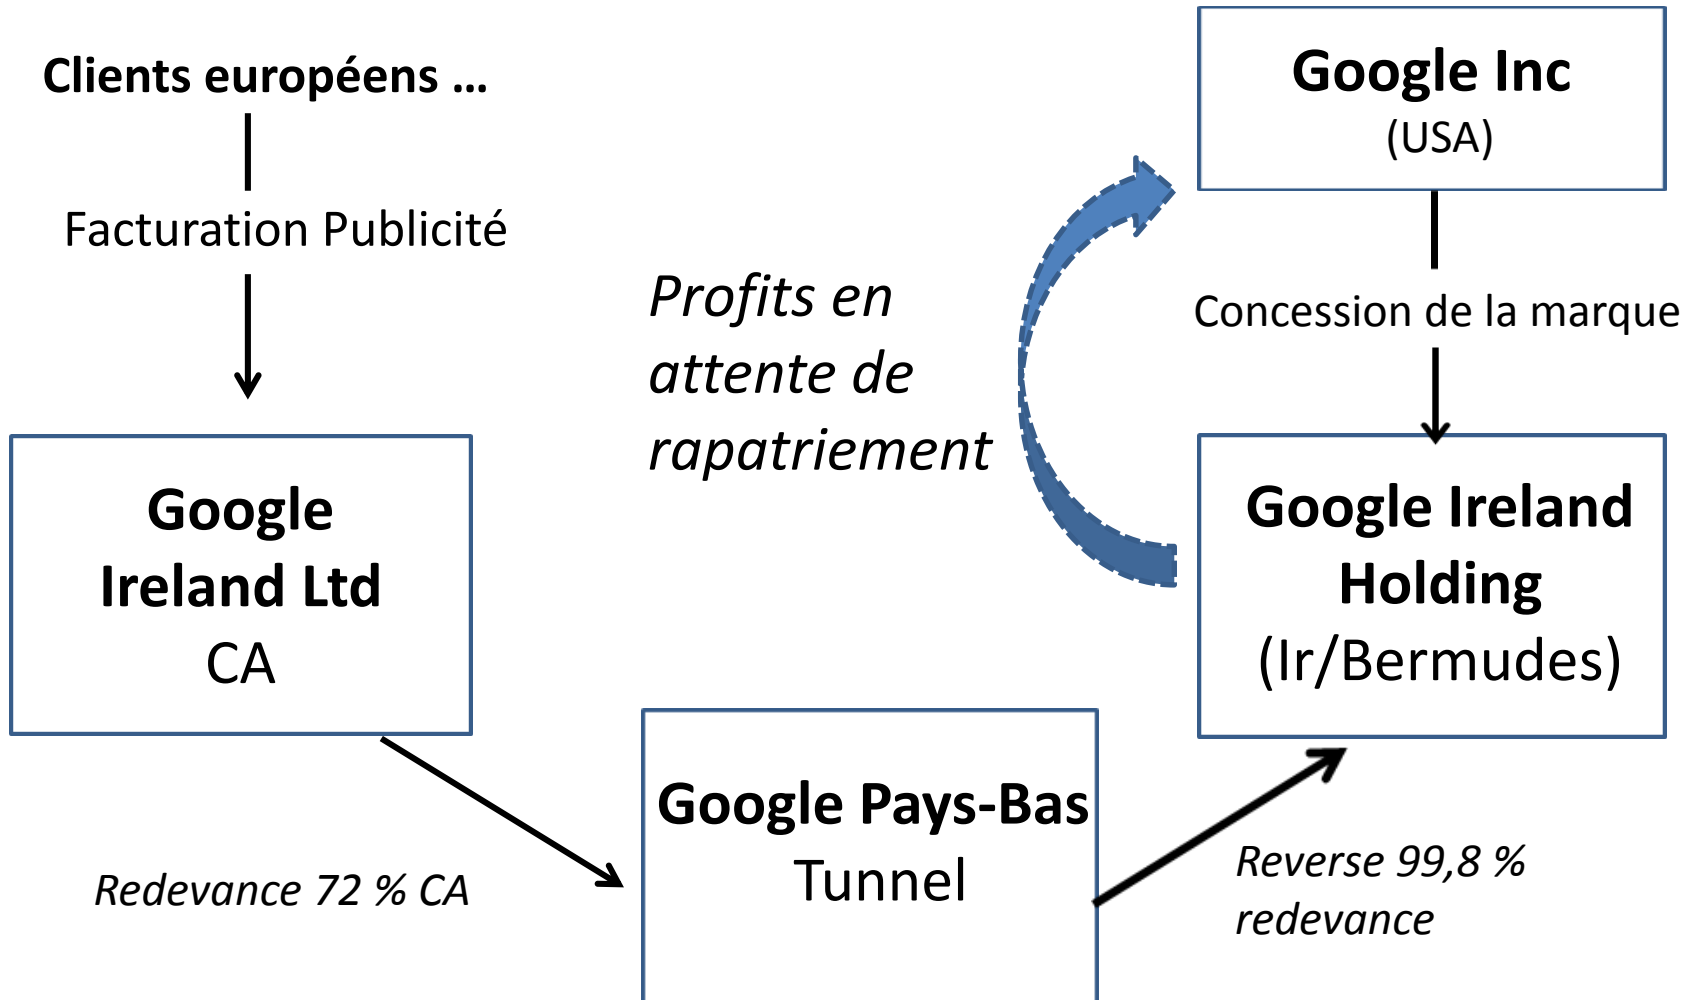 Clients européens ...
Facturation Publicité
Google
Ireland Ltd
CA
Redevance 72 % CA
Google Pays-Bas
Tunnel
Reverse 99,8 %
redevance
Profits en
attente de
rapatriement
Google Inc
(USA)
Concession de la marque
Google Ireland
Holding
(Ir/Bermudes)